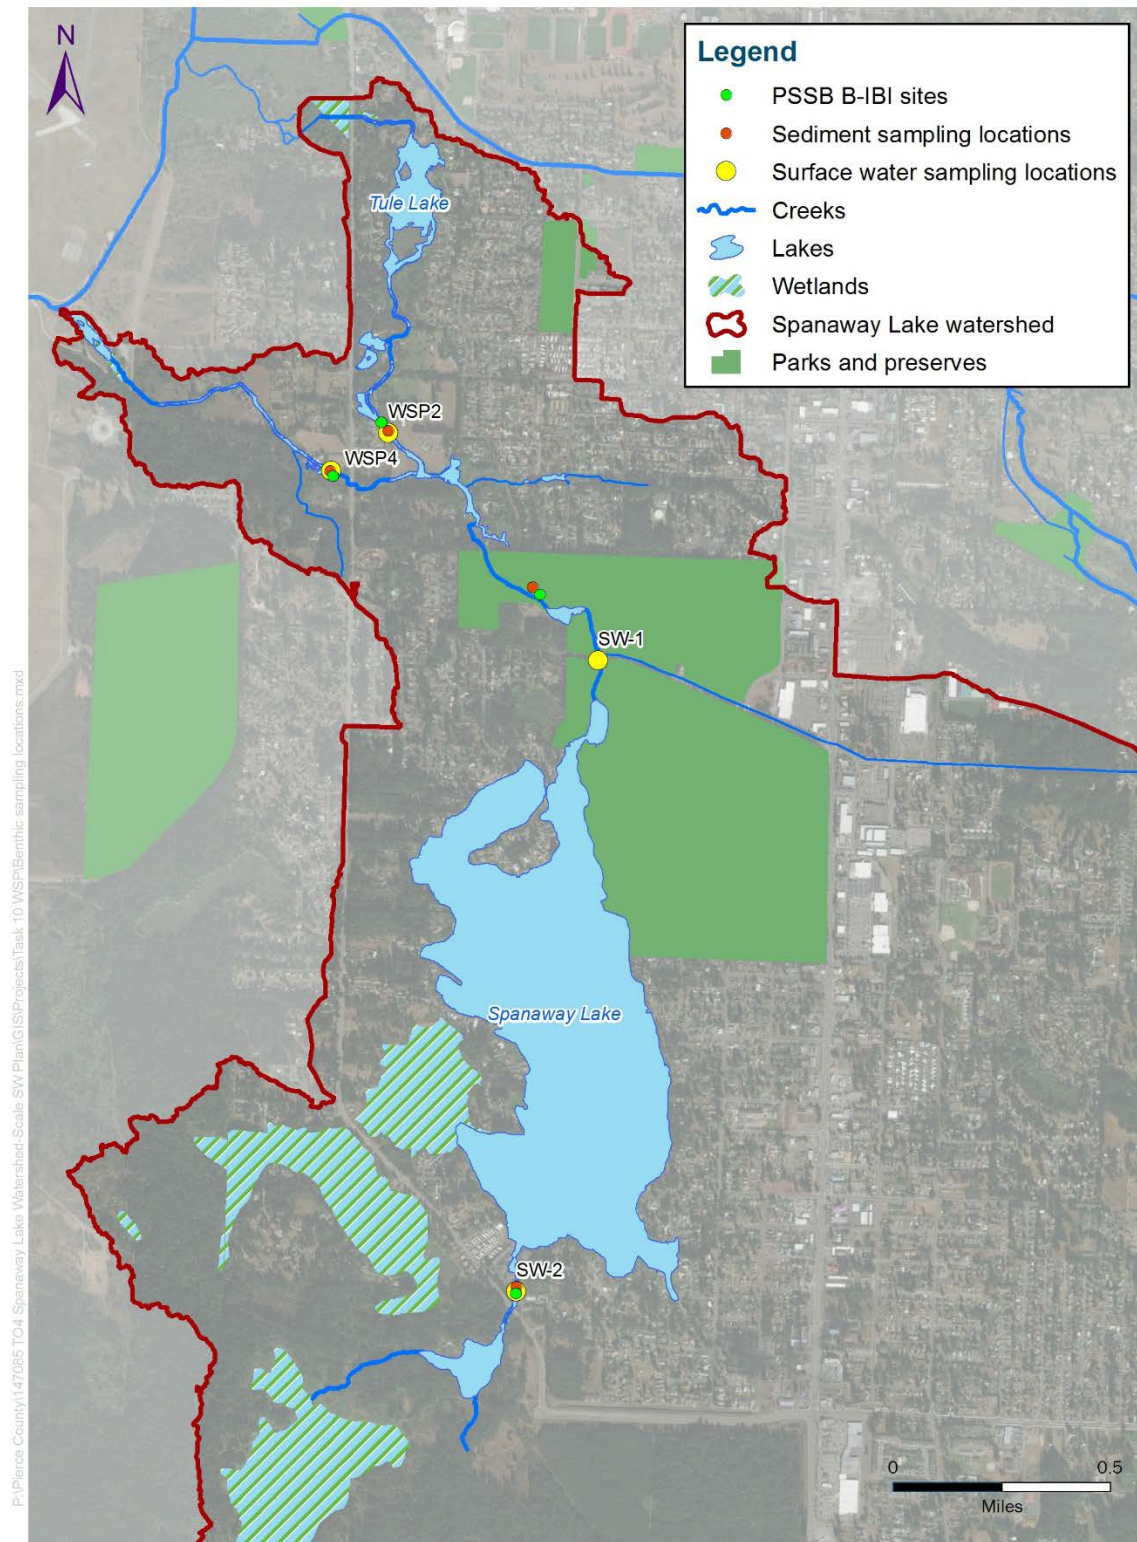 N
Legend
PSSB B-IBI sites
Sediment sampling locations
Surface water sampling locations
Creeks
Lakes
Wetlands
Spanaway Lake watershed
Parks and preserves
Tule Lake
WSP2
WSP4
SW-1
Spanaway Lake
SW-2
0 0.5
Miles
P:\Pierce County\147085 TO4 Spanaway Lake Watershed-Scale SW Plan\GIS\Projects\Task 10 WSP\Benthic sampling locations.mxd